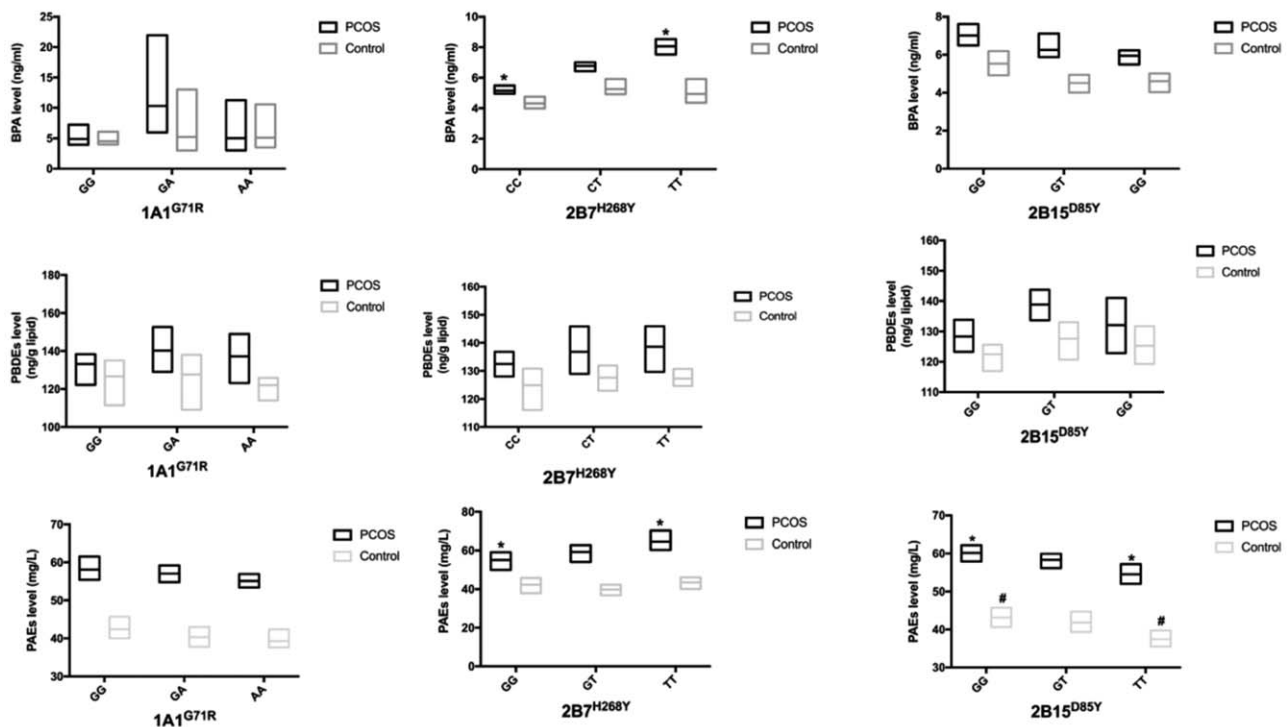 25
20
15
10
5
0
BPA level (ng/ml)
GG
GA
AA
1A1G71R
PCOS
Control
10
8
6
4
2
0
BPA level (ng/ml)
*
*
CC
CT
TT
2B7H268Y
PCOS
Control
8
6
4
2
0
BPA level (ng/ml)
GG
GT
GG
2B15D85Y
PCOS
Control
180
160
140
120
100
PBDEs level
(ng/g lipid)
GG
GA
AA
1A1G71R
PCOS
Control
160
150
140
130
120
110
PBDEs level
(ng/g lipid)
CC
CT
TT
2B7H268Y
PCOS
Control
160
150
140
130
120
110
PBDEs level
(ng/g lipid)
GG
GT
GG
2B15D85Y
PCOS
Control
70
60
50
40
30
PAEs level (mg/L)
GG
GA
AA
1A1G71R
PCOS
Control
80
60
40
20
0
PAEs level (mg/L)
*
*
GG
GT
TT
2B7H268Y
PCOS
Control
70
60
50
40
30
PAEs level (mg/L)
*
#
*
#
GG
GT
TT
2B15D85Y
PCOS
Control